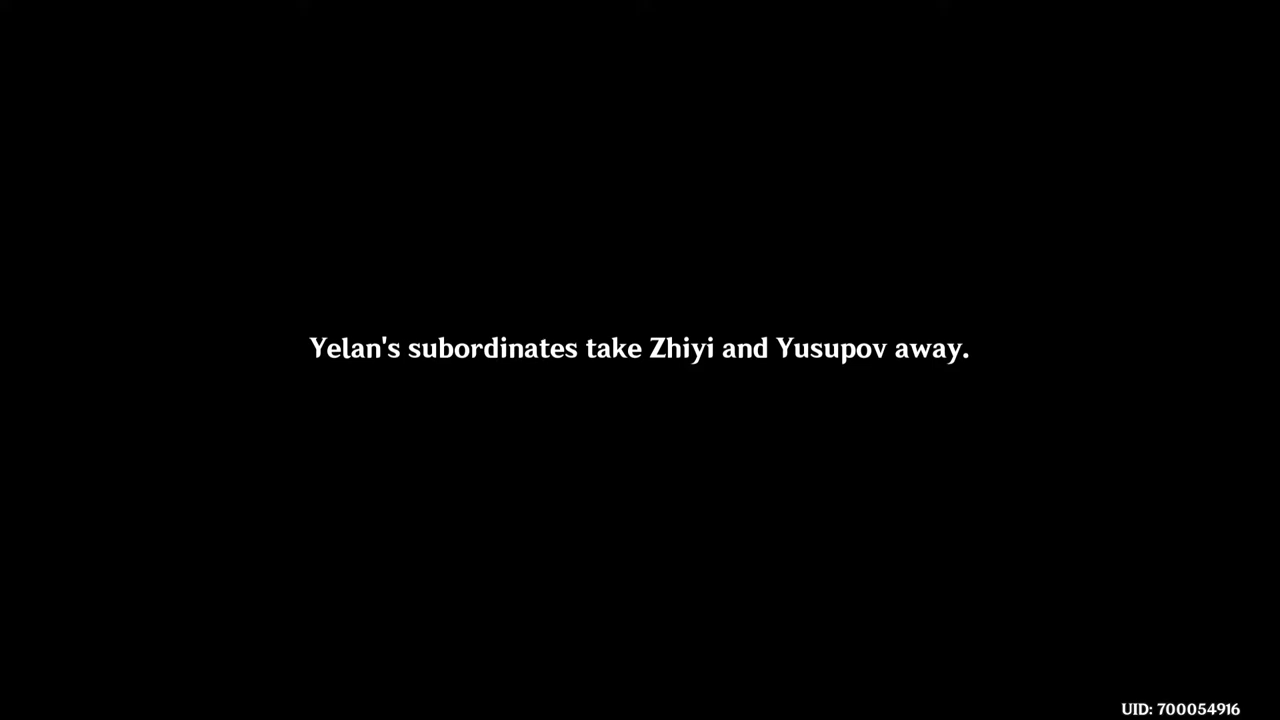 Yelan's subordinates take Zhiyi and Yusupov away.
UID: 700054916